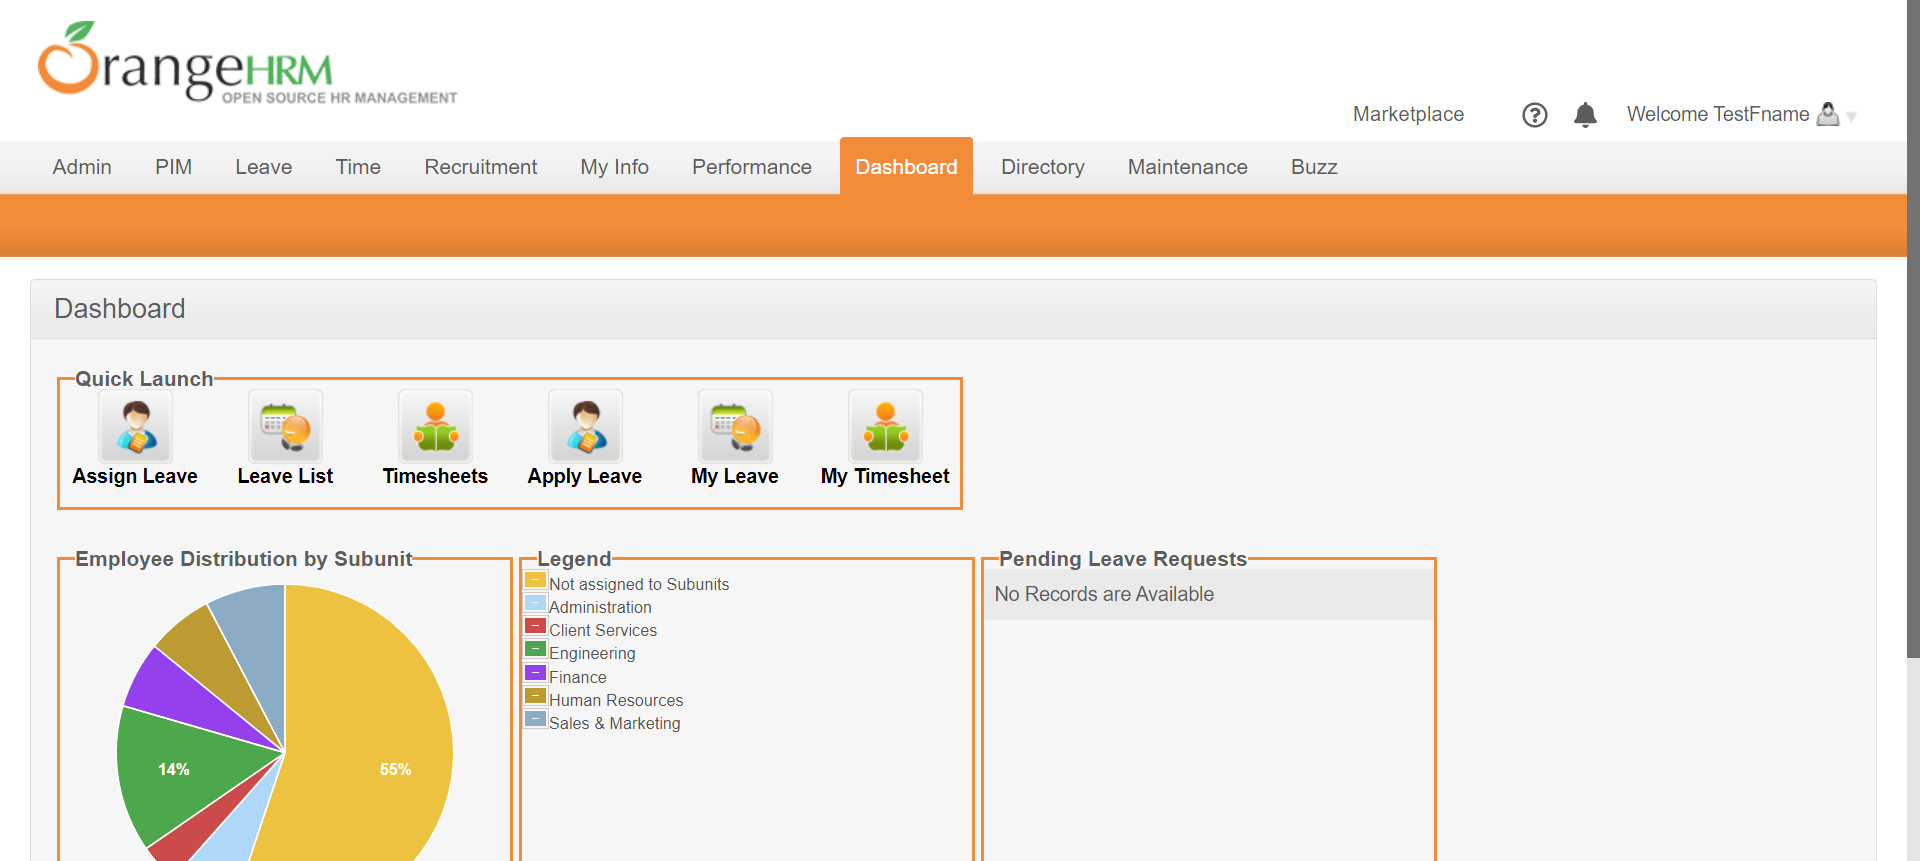 OrangeHRM
OPEN SOURCE HR MANAGEMENT
Marketplace
Welcome TestFname
Admin PIM Leave Time Recruitment My Info Performance Dashboard Directory Maintenance Buzz
Dashboard
Quick Launch
Assign Leave Leave List Timesheets Apply Leave My Leave My Timesheet
Employee Distribution by Subunit
14%
55%
Legend
Not assigned to Subunits
Administration
Client Services
Engineering
Finance
Human Resources
Sales & Marketing
Pending Leave Requests
No Records are Available